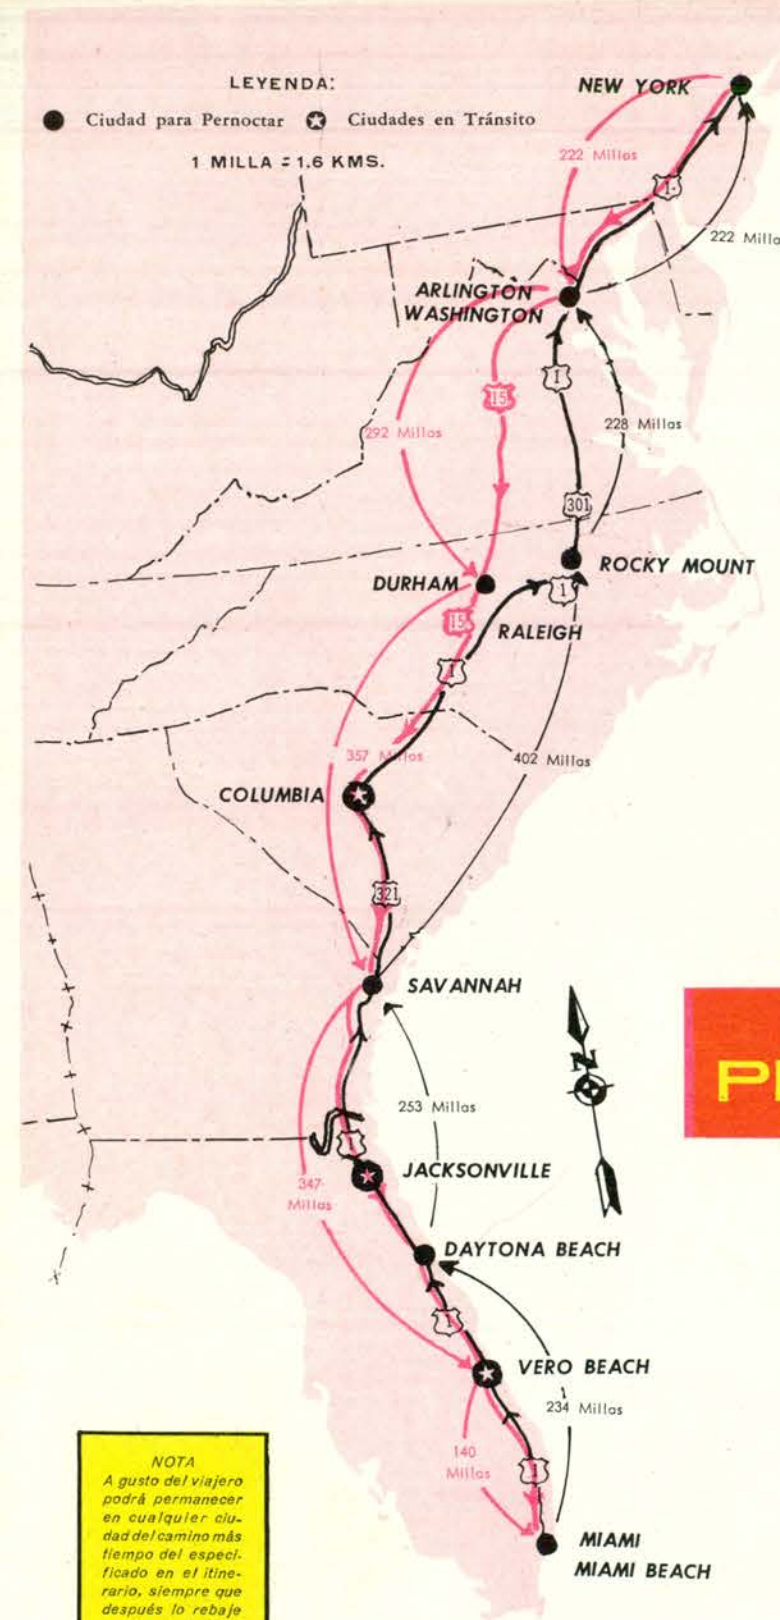 LEYENDA:
Ciudad para Pernoctar
Ciudades en Tránsito
1 MILLA = 1.6 KMS.
NEW YORK
222 Millas
1
222 Milla
ARLINGTON
WASHINGTON
1
15
292 Millas
228 Millas
301
ROCKY MOUNT
DURHAM
1
15
RALEIGH
1
357 Millas
402 Millas
COLUMBIA
321
SAVANNAH
N
253 Millas
1
JACKSONVILLE
347
Millas
DAYTONA BEACH
1
VERO BEACH
234 Millas
140
Millas
1
MIAMI
MIAMI BEACH
NOTA
A gusto del viajero
podrá permanecer
en cualquier ciu-
dad del camino más
tiempo del especi-
ficado en el itine-
rario, siempre que
después lo rebaje